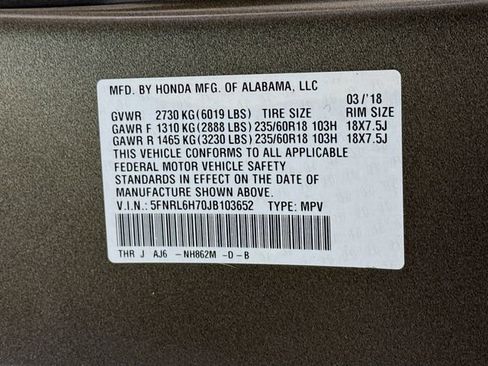 MFD. BY HONDA MFG. OF ALABAMA, LLC
03/'18
GVWR 2730 KG (6019 LBS) TIRE SIZE RIM SIZE
GAWR F 1310 KG (2888 LBS) 235/60R18 103H 18X7.5J
GAWR R 1465 KG (3230 LBS) 235/60R18 103H 18X7.5J
THIS VEHICLE CONFORMS TO ALL APPLICABLE
FEDERAL MOTOR VEHICLE SAFETY
STANDARDS IN EFFECT ON THE DATE OF
MANUFACTURE SHOWN ABOVE.
V.I.N.: 5FNRL6H70JB103652 TYPE: MPV
THR J AJ6 -NH862M -D-B